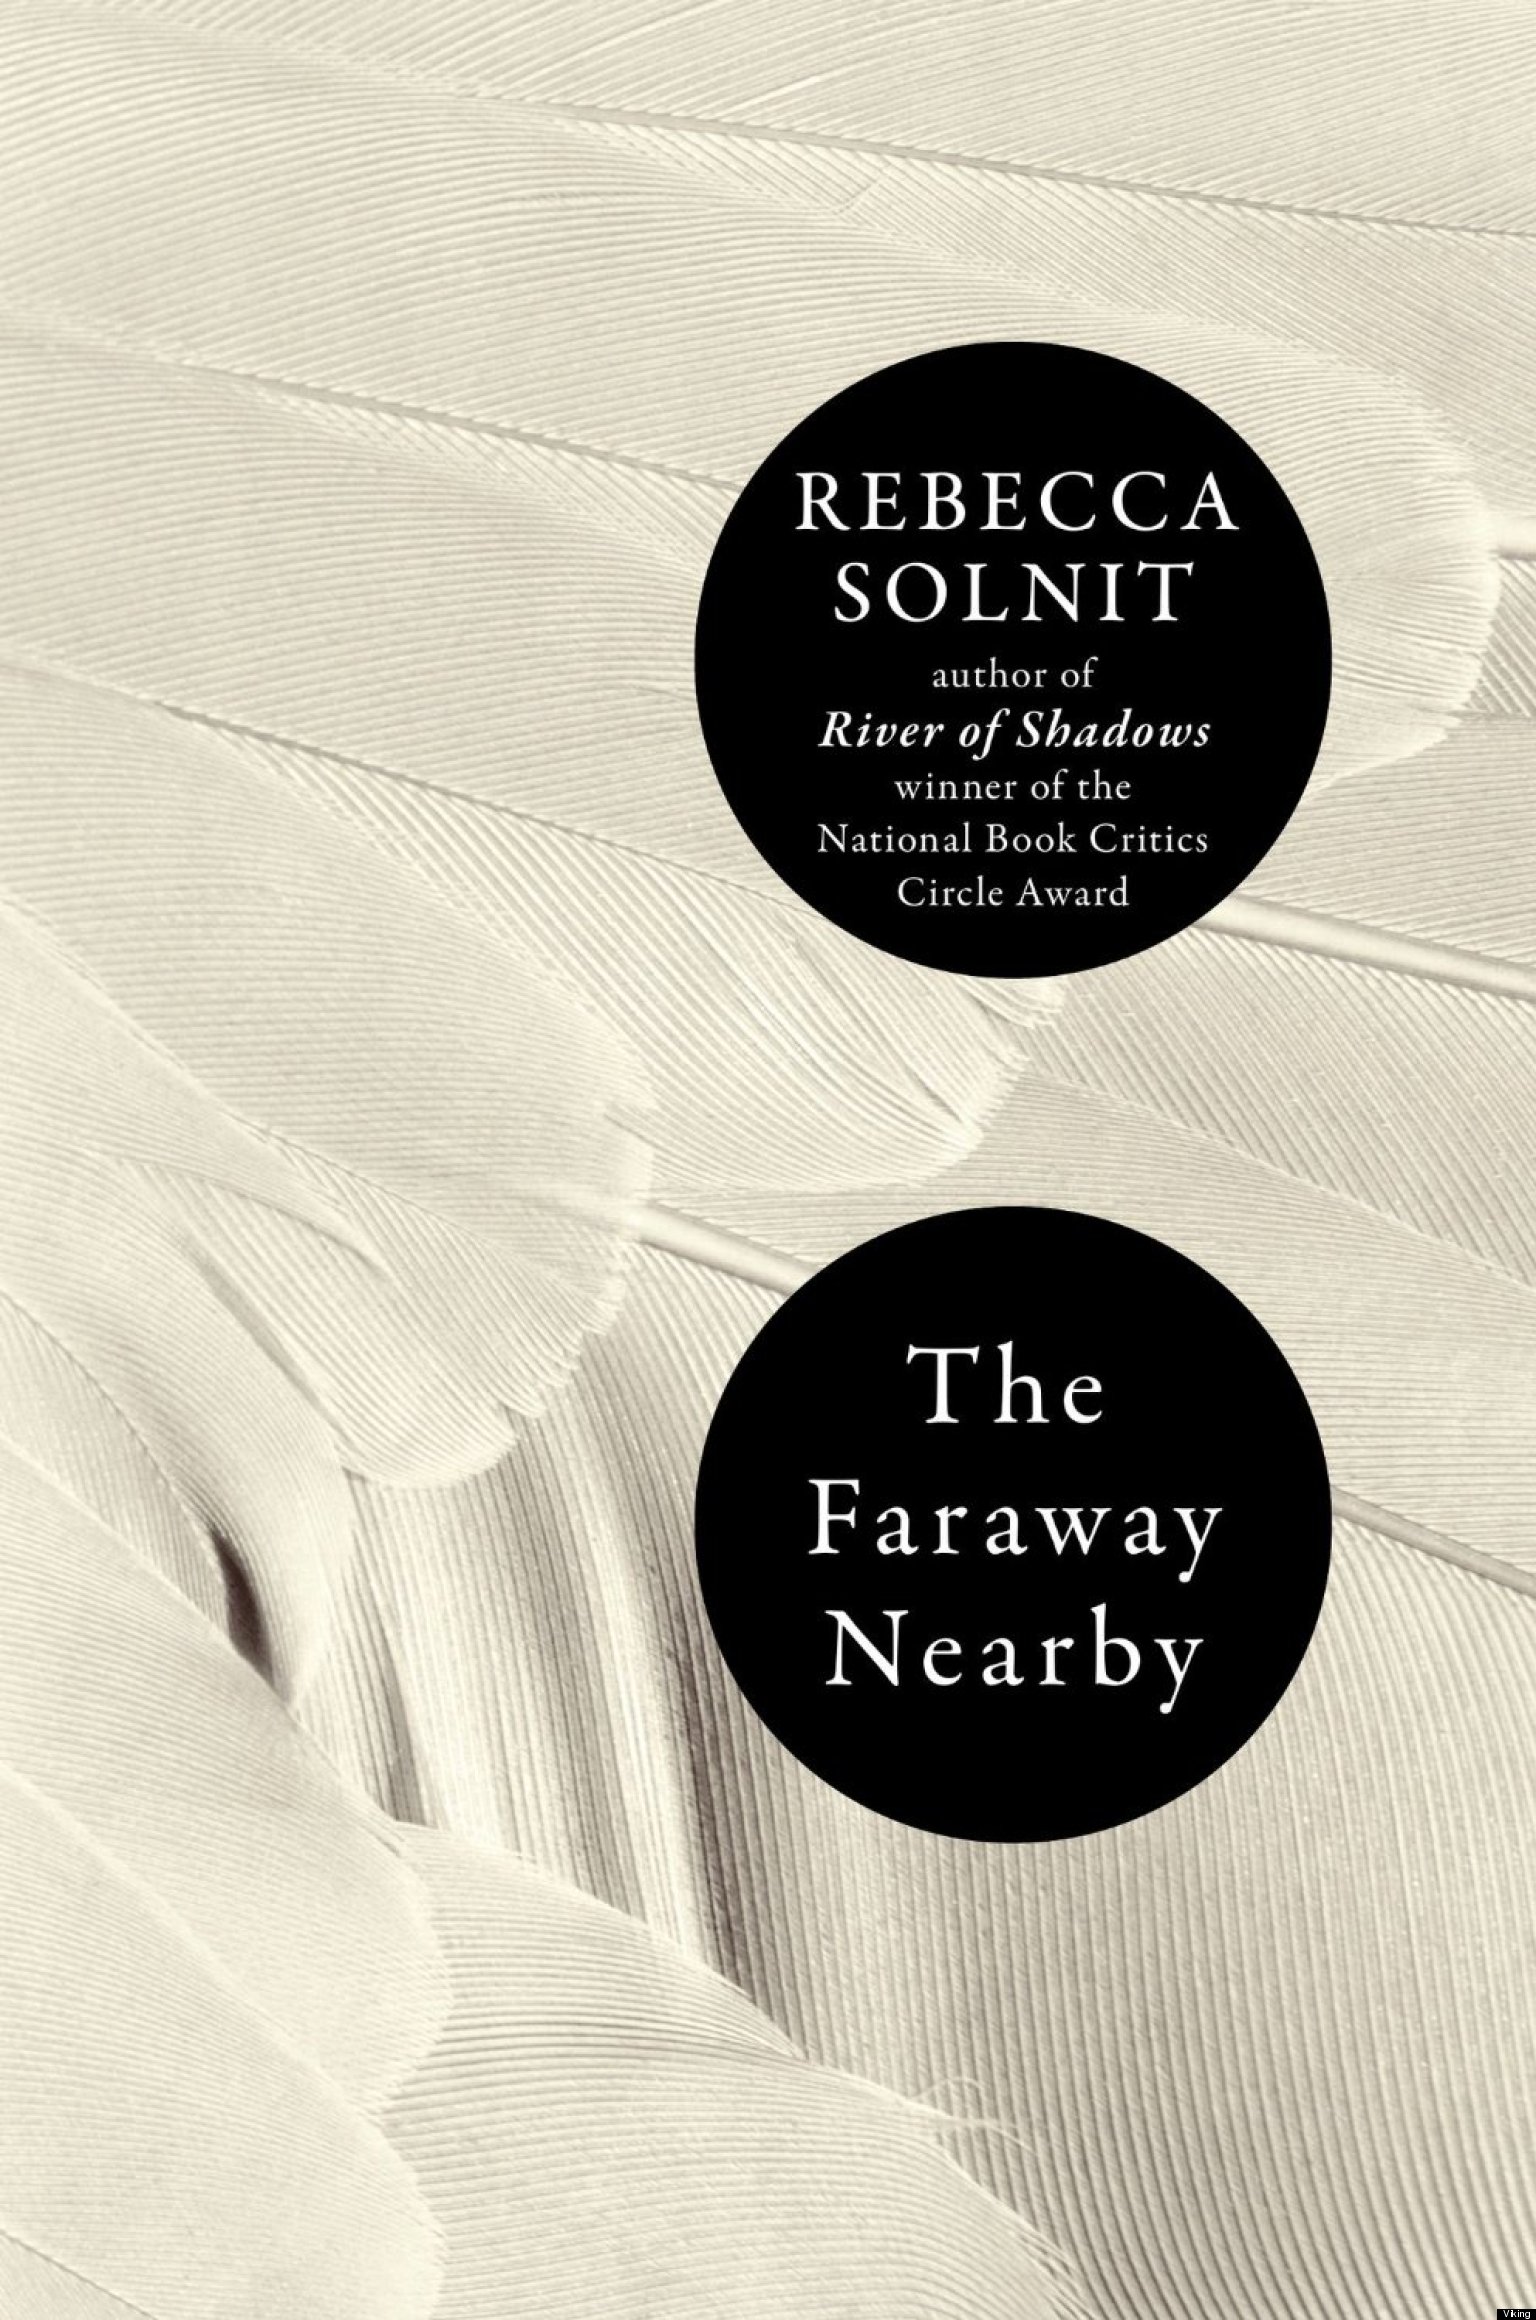 REBECCA
SOLNIT
author of
River of Shadows
winner of the
National Book Critics
Circle Award
The
Faraway
Nearby
Viking